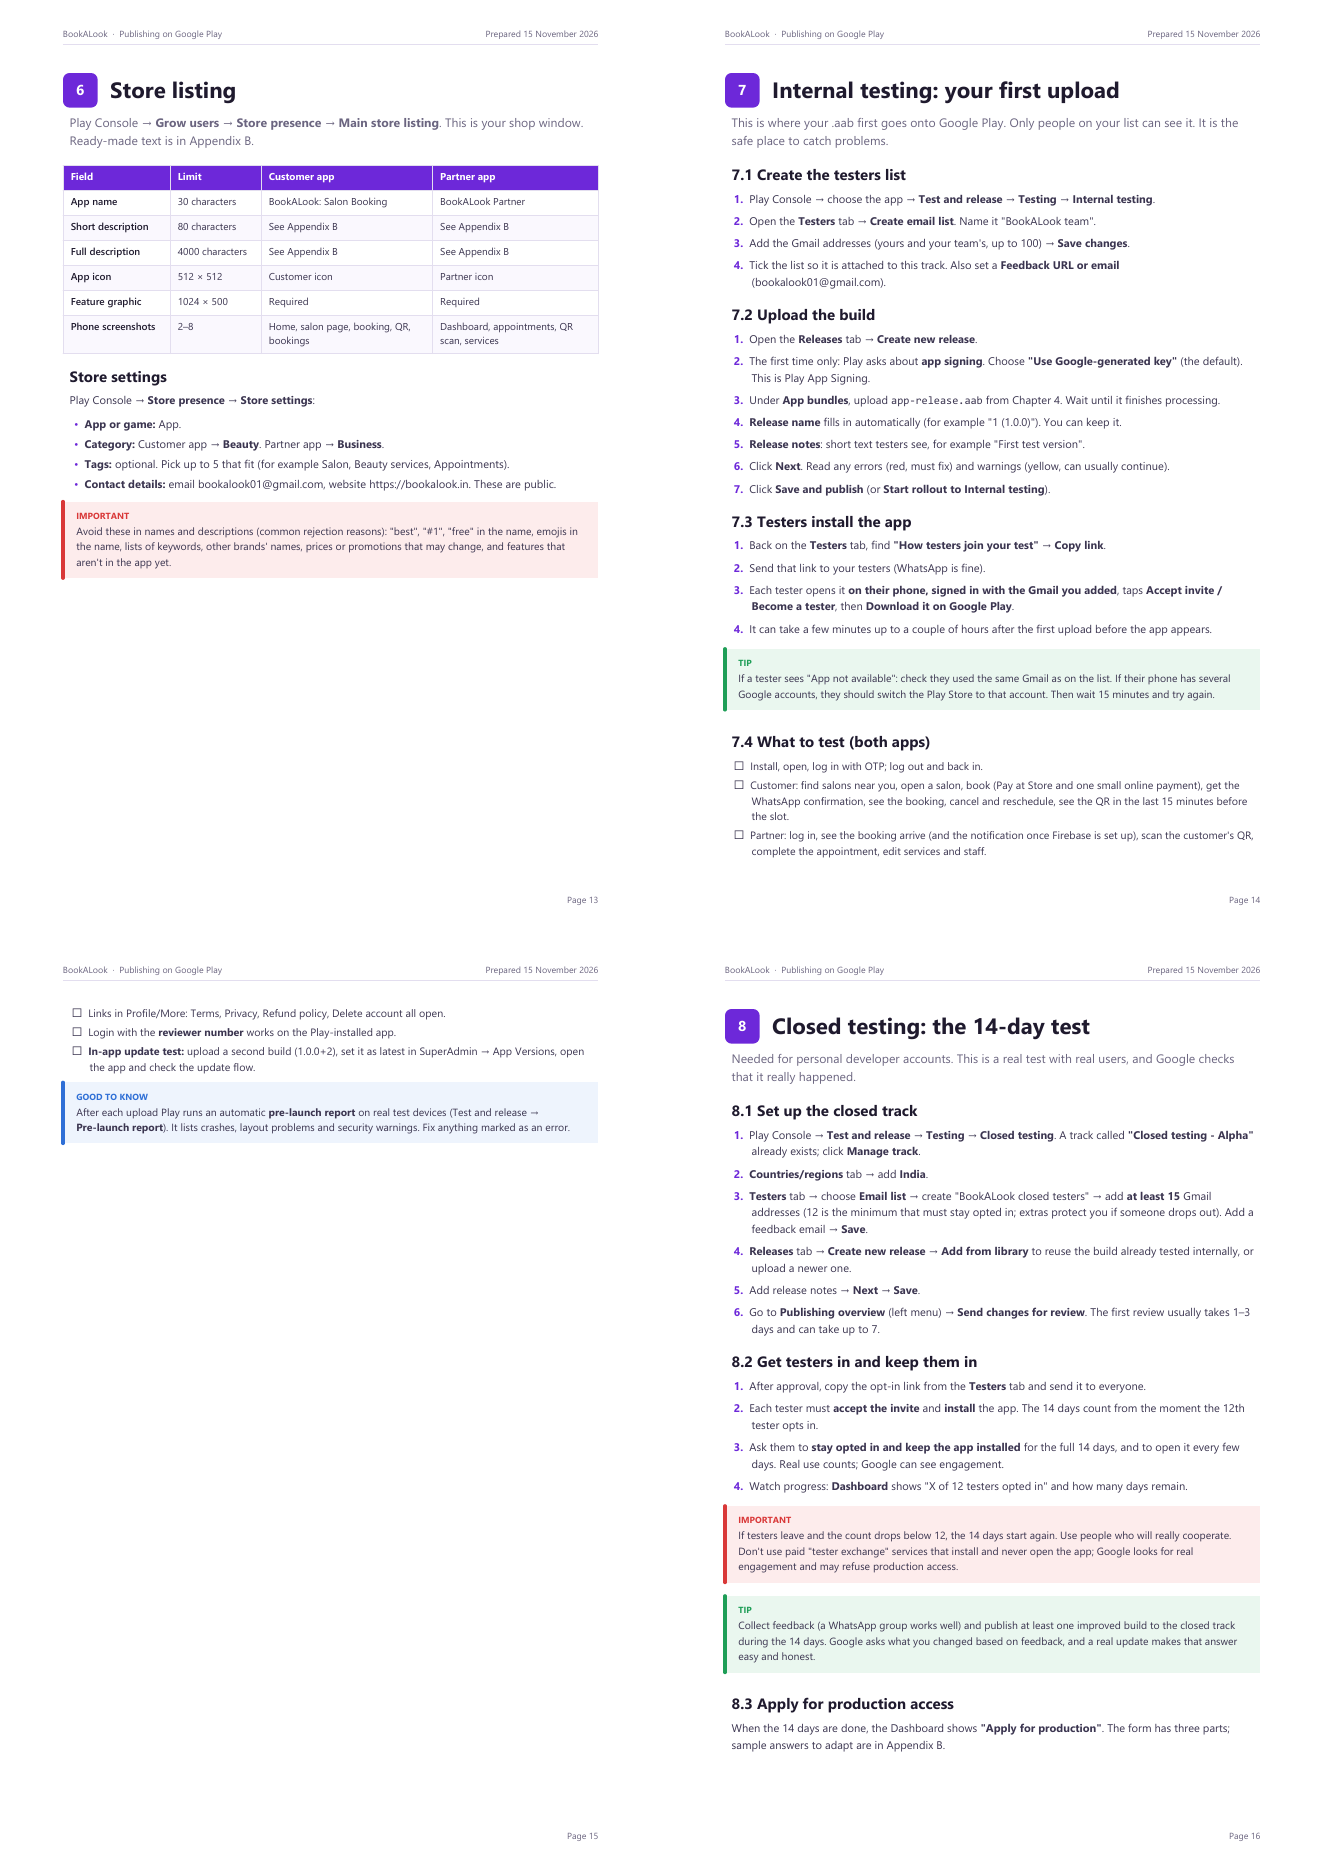 BookALook · Publishing on Google Play
Prepared 15 November 2026
6
Store listing
Play Console → Grow users → Store presence → Main store listing. This is your shop window.
Ready-made text is in Appendix B.
Field Limit Customer app Partner app
App name 30 characters BookALook: Salon Booking BookALook Partner
Short description 80 characters See Appendix B See Appendix B
Full description 4000 characters See Appendix B See Appendix B
App icon 512 × 512 Customer icon Partner icon
Feature graphic 1024 × 500 Required Required
Phone screenshots 2–8 Home, salon page, booking, QR, Dashboard, appointments, QR
bookings scan, services
Store settings
Play Console → Store presence → Store settings:
• App or game: App.
• Category: Customer app → Beauty. Partner app → Business.
• Tags: optional. Pick up to 5 that fit (for example Salon, Beauty services, Appointments).
• Contact details: email bookalook01@gmail.com, website https://bookalook.in. These are public.
IMPORTANT
Avoid these in names and descriptions (common rejection reasons): "best", "#1", "free" in the name, emojis in
the name, lists of keywords, other brands' names, prices or promotions that may change, and features that
aren't in the app yet.
Page 13
BookALook · Publishing on Google Play
Prepared 15 November 2026
7
Internal testing: your first upload
This is where your .aab first goes onto Google Play. Only people on your list can see it. It is the
safe place to catch problems.
7.1 Create the testers list
1. Play Console → choose the app → Test and release → Testing → Internal testing.
2. Open the Testers tab → Create email list. Name it "BookALook team".
3. Add the Gmail addresses (yours and your team's, up to 100) → Save changes.
4. Tick the list so it is attached to this track. Also set a Feedback URL or email
(bookalook01@gmail.com).
7.2 Upload the build
1. Open the Releases tab → Create new release.
2. The first time only: Play asks about app signing. Choose "Use Google-generated key" (the default).
This is Play App Signing.
3. Under App bundles, upload app-release.aab from Chapter 4. Wait until it finishes processing.
4. Release name fills in automatically (for example "1 (1.0.0)"). You can keep it.
5. Release notes: short text testers see, for example "First test version".
6. Click Next. Read any errors (red, must fix) and warnings (yellow, can usually continue).
7. Click Save and publish (or Start rollout to Internal testing).
7.3 Testers install the app
1. Back on the Testers tab, find "How testers join your test" → Copy link.
2. Send that link to your testers (WhatsApp is fine).
3. Each tester opens it on their phone, signed in with the Gmail you added, taps Accept invite /
Become a tester, then Download it on Google Play.
4. It can take a few minutes up to a couple of hours after the first upload before the app appears.
TIP
If a tester sees "App not available": check they used the same Gmail as on the list. If their phone has several
Google accounts, they should switch the Play Store to that account. Then wait 15 minutes and try again.
7.4 What to test (both apps)
☐ Install, open, log in with OTP; log out and back in.
☐ Customer: find salons near you, open a salon, book (Pay at Store and one small online payment), get the
WhatsApp confirmation, see the booking, cancel and reschedule, see the QR in the last 15 minutes before
the slot.
☐ Partner: log in, see the booking arrive (and the notification once Firebase is set up), scan the customer's QR,
complete the appointment, edit services and staff.
Page 14
BookALook · Publishing on Google Play
Prepared 15 November 2026
☐ Links in Profile/More: Terms, Privacy, Refund policy, Delete account all open.
☐ Login with the reviewer number works on the Play-installed app.
☐ In-app update test: upload a second build (1.0.0+2), set it as latest in SuperAdmin → App Versions, open
the app and check the update flow.
GOOD TO KNOW
After each upload Play runs an automatic pre-launch report on real test devices (Test and release →
Pre-launch report). It lists crashes, layout problems and security warnings. Fix anything marked as an error.
Page 15
BookALook · Publishing on Google Play
Prepared 15 November 2026
8
Closed testing: the 14-day test
Needed for personal developer accounts. This is a real test with real users, and Google checks
that it really happened.
8.1 Set up the closed track
1. Play Console → Test and release → Testing → Closed testing. A track called "Closed testing - Alpha"
already exists; click Manage track.
2. Countries/regions tab → add India.
3. Testers tab → choose Email list → create "BookALook closed testers" → add at least 15 Gmail
addresses (12 is the minimum that must stay opted in; extras protect you if someone drops out). Add a
feedback email → Save.
4. Releases tab → Create new release → Add from library to reuse the build already tested internally, or
upload a newer one.
5. Add release notes → Next → Save.
6. Go to Publishing overview (left menu) → Send changes for review. The first review usually takes 1–3
days and can take up to 7.
8.2 Get testers in and keep them in
1. After approval, copy the opt-in link from the Testers tab and send it to everyone.
2. Each tester must accept the invite and install the app. The 14 days count from the moment the 12th
tester opts in.
3. Ask them to stay opted in and keep the app installed for the full 14 days, and to open it every few
days. Real use counts; Google can see engagement.
4. Watch progress: Dashboard shows "X of 12 testers opted in" and how many days remain.
IMPORTANT
If testers leave and the count drops below 12, the 14 days start again. Use people who will really cooperate.
Don't use paid "tester exchange" services that install and never open the app; Google looks for real
engagement and may refuse production access.
TIP
Collect feedback (a WhatsApp group works well) and publish at least one improved build to the closed track
during the 14 days. Google asks what you changed based on feedback, and a real update makes that answer
easy and honest.
8.3 Apply for production access
When the 14 days are done, the Dashboard shows "Apply for production". The form has three parts;
sample answers to adapt are in Appendix B.
Page 16